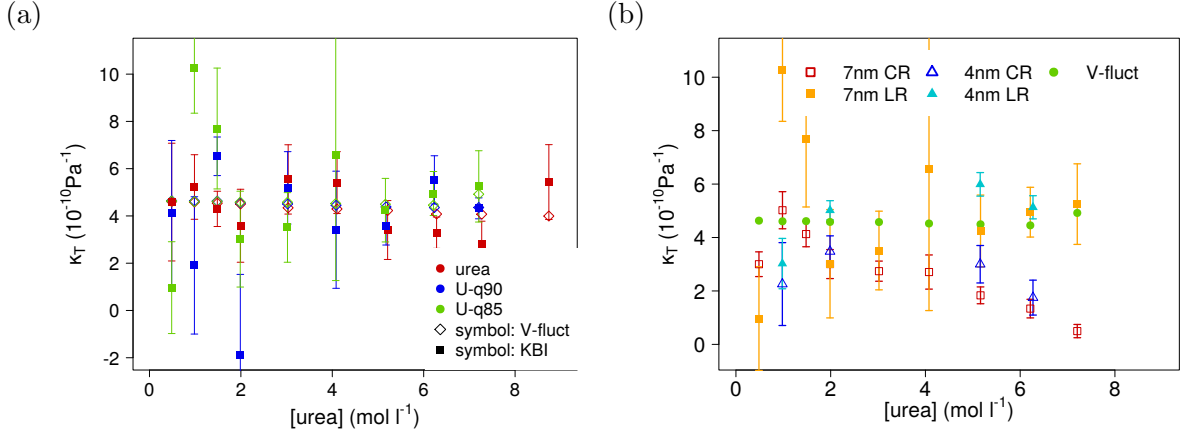 (a)
κT (10-10Pa-1)
10
8
6
4
2
0
-2
urea
U-q90
U-q85
symbol: V-fluct
symbol: KBI
0 2 4 6 8
[urea] (mol l-1)
(b)
κT (10-10Pa-1)
10
8
6
4
2
0
7nm CR 4nm CR V-fluct
7nm LR 4nm LR
0 2 4 6 8
[urea] (mol l-1)